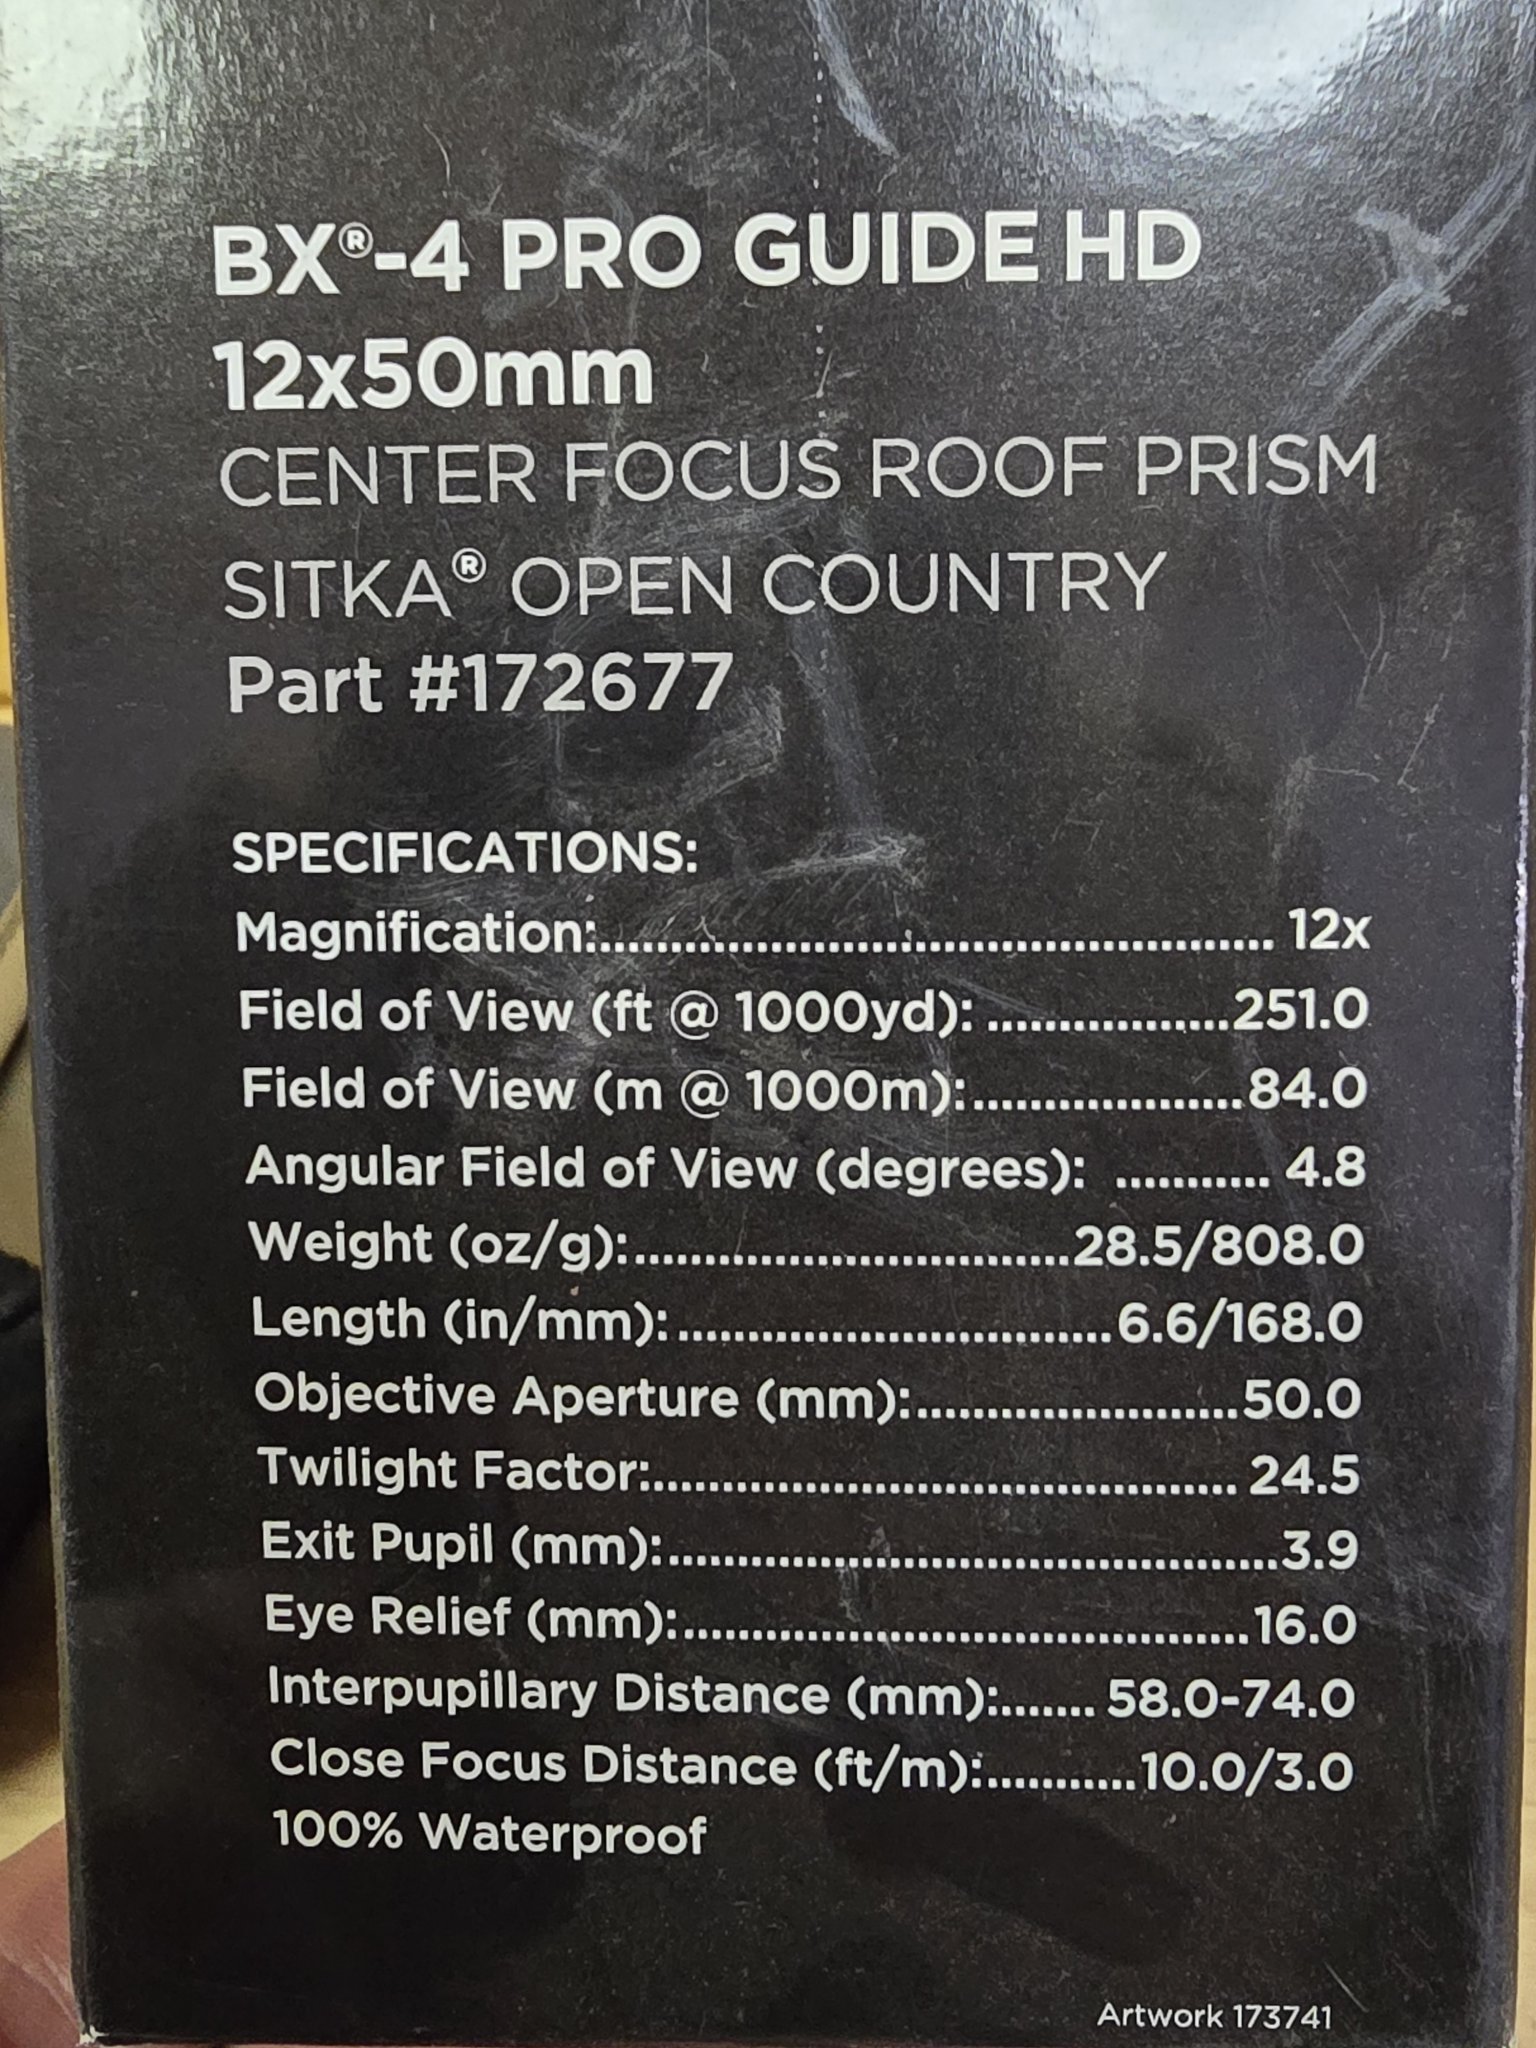 BX®-4 PRO GUIDE HD
12x50mm
CENTER FOCUS ROOF PRISM
SITKA® OPEN COUNTRY
Part #172677
SPECIFICATIONS:
Magnification:................................................ 12x
Field of View (ft @ 1000yd): .................251.0
Field of View (m @ 1000m):...................84.0
Angular Field of View (degrees): ........... 4.8
Weight (oz/g):...............................28.5/808.0
Length (in/mm):...............................6.6/168.0
Objective Aperture (mm):.......................50.0
Twilight Factor:.......................................... 24.5
Exit Pupil (mm):............................................3.9
Eye Relief (mm):.........................................16.0
Interpupillary Distance (mm):....... 58.0-74.0
Close Focus Distance (ft/m):...........10.0/3.0
100% Waterproof
Artwork 173741